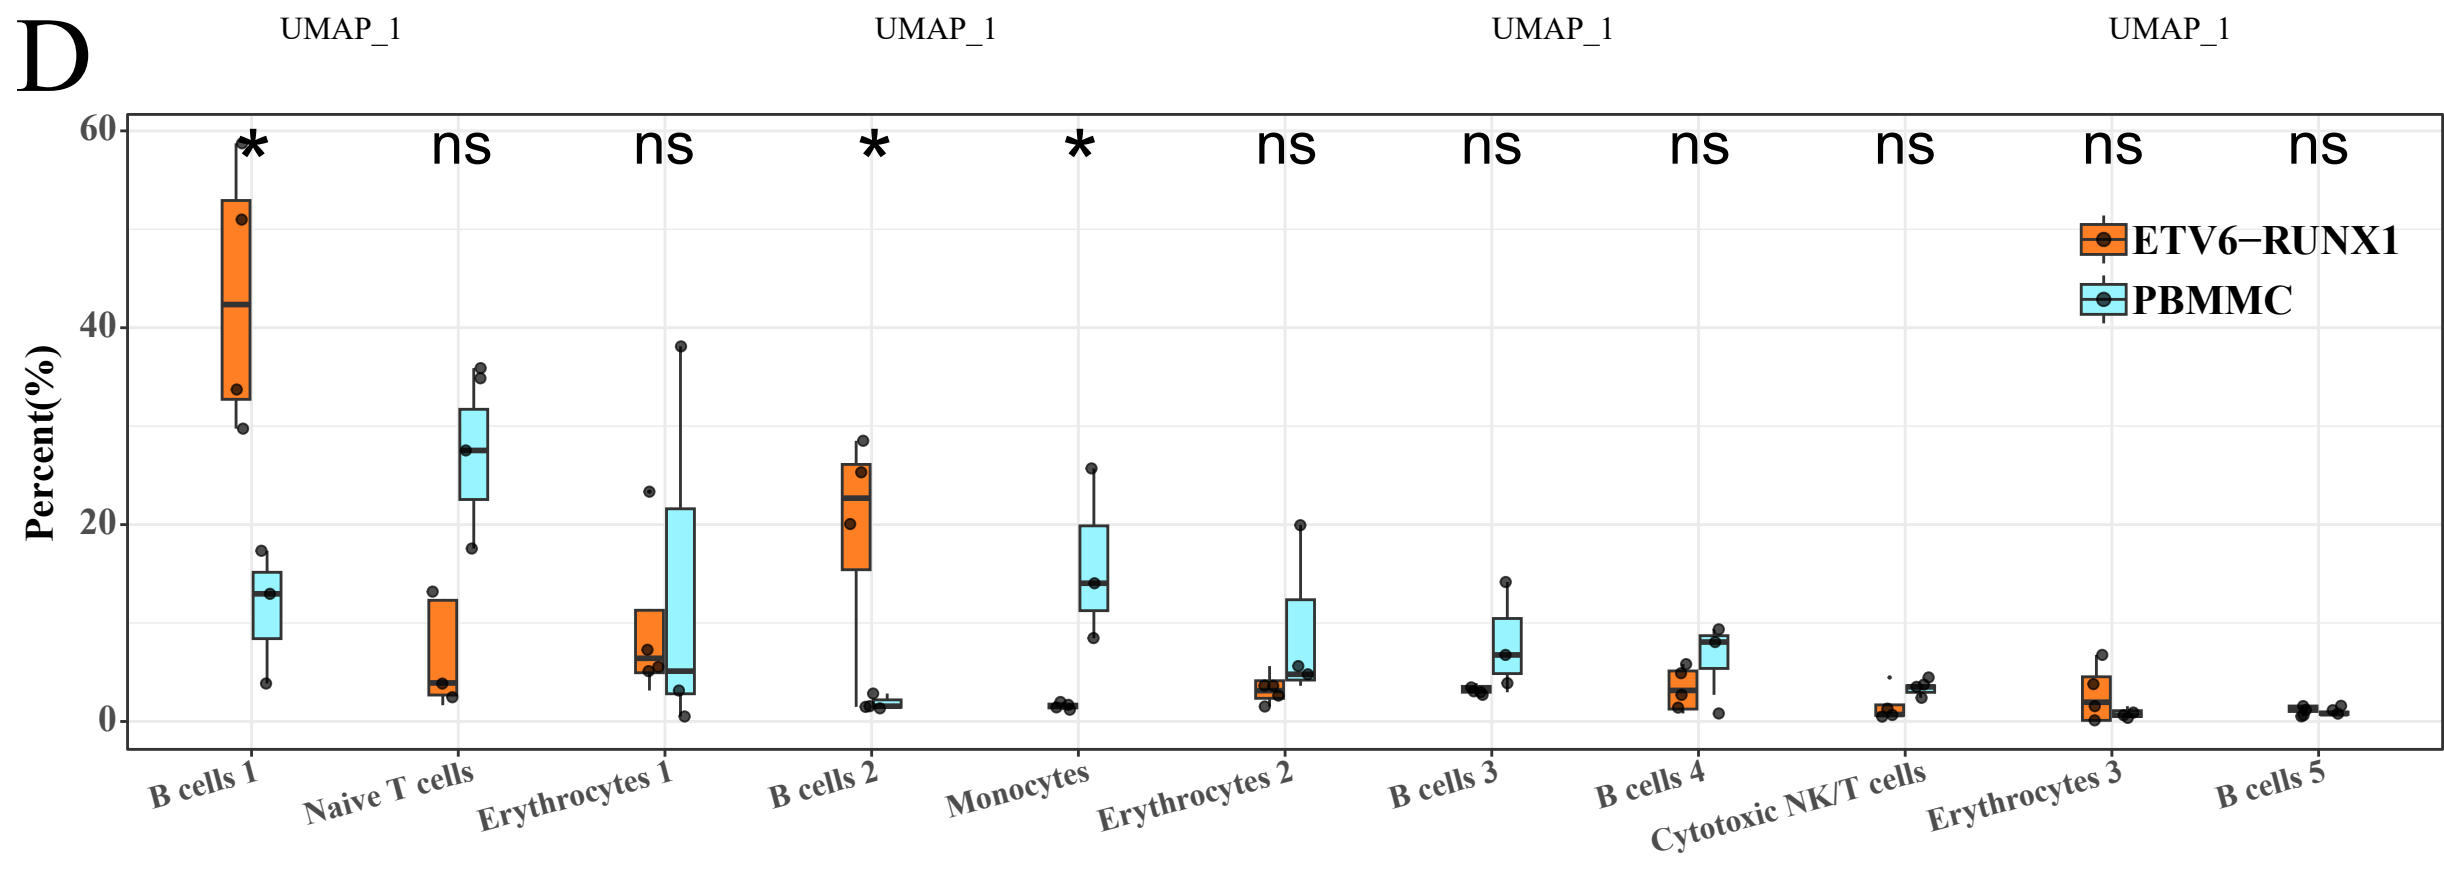 UMAP_1 UMAP_1 UMAP_1 UMAP_1
D
60 * ns ns * * ns ns ns ns ns ns
ETV6−RUNX1
PBMMC
40
20
0
Percent(%)
B cells 1 Naive T cells Erythrocytes 1 B cells 2 Monocytes Erythrocytes 2 B cells 3 B cells 4 Cytotoxic NK/T cells Erythrocytes 3 B cells 5